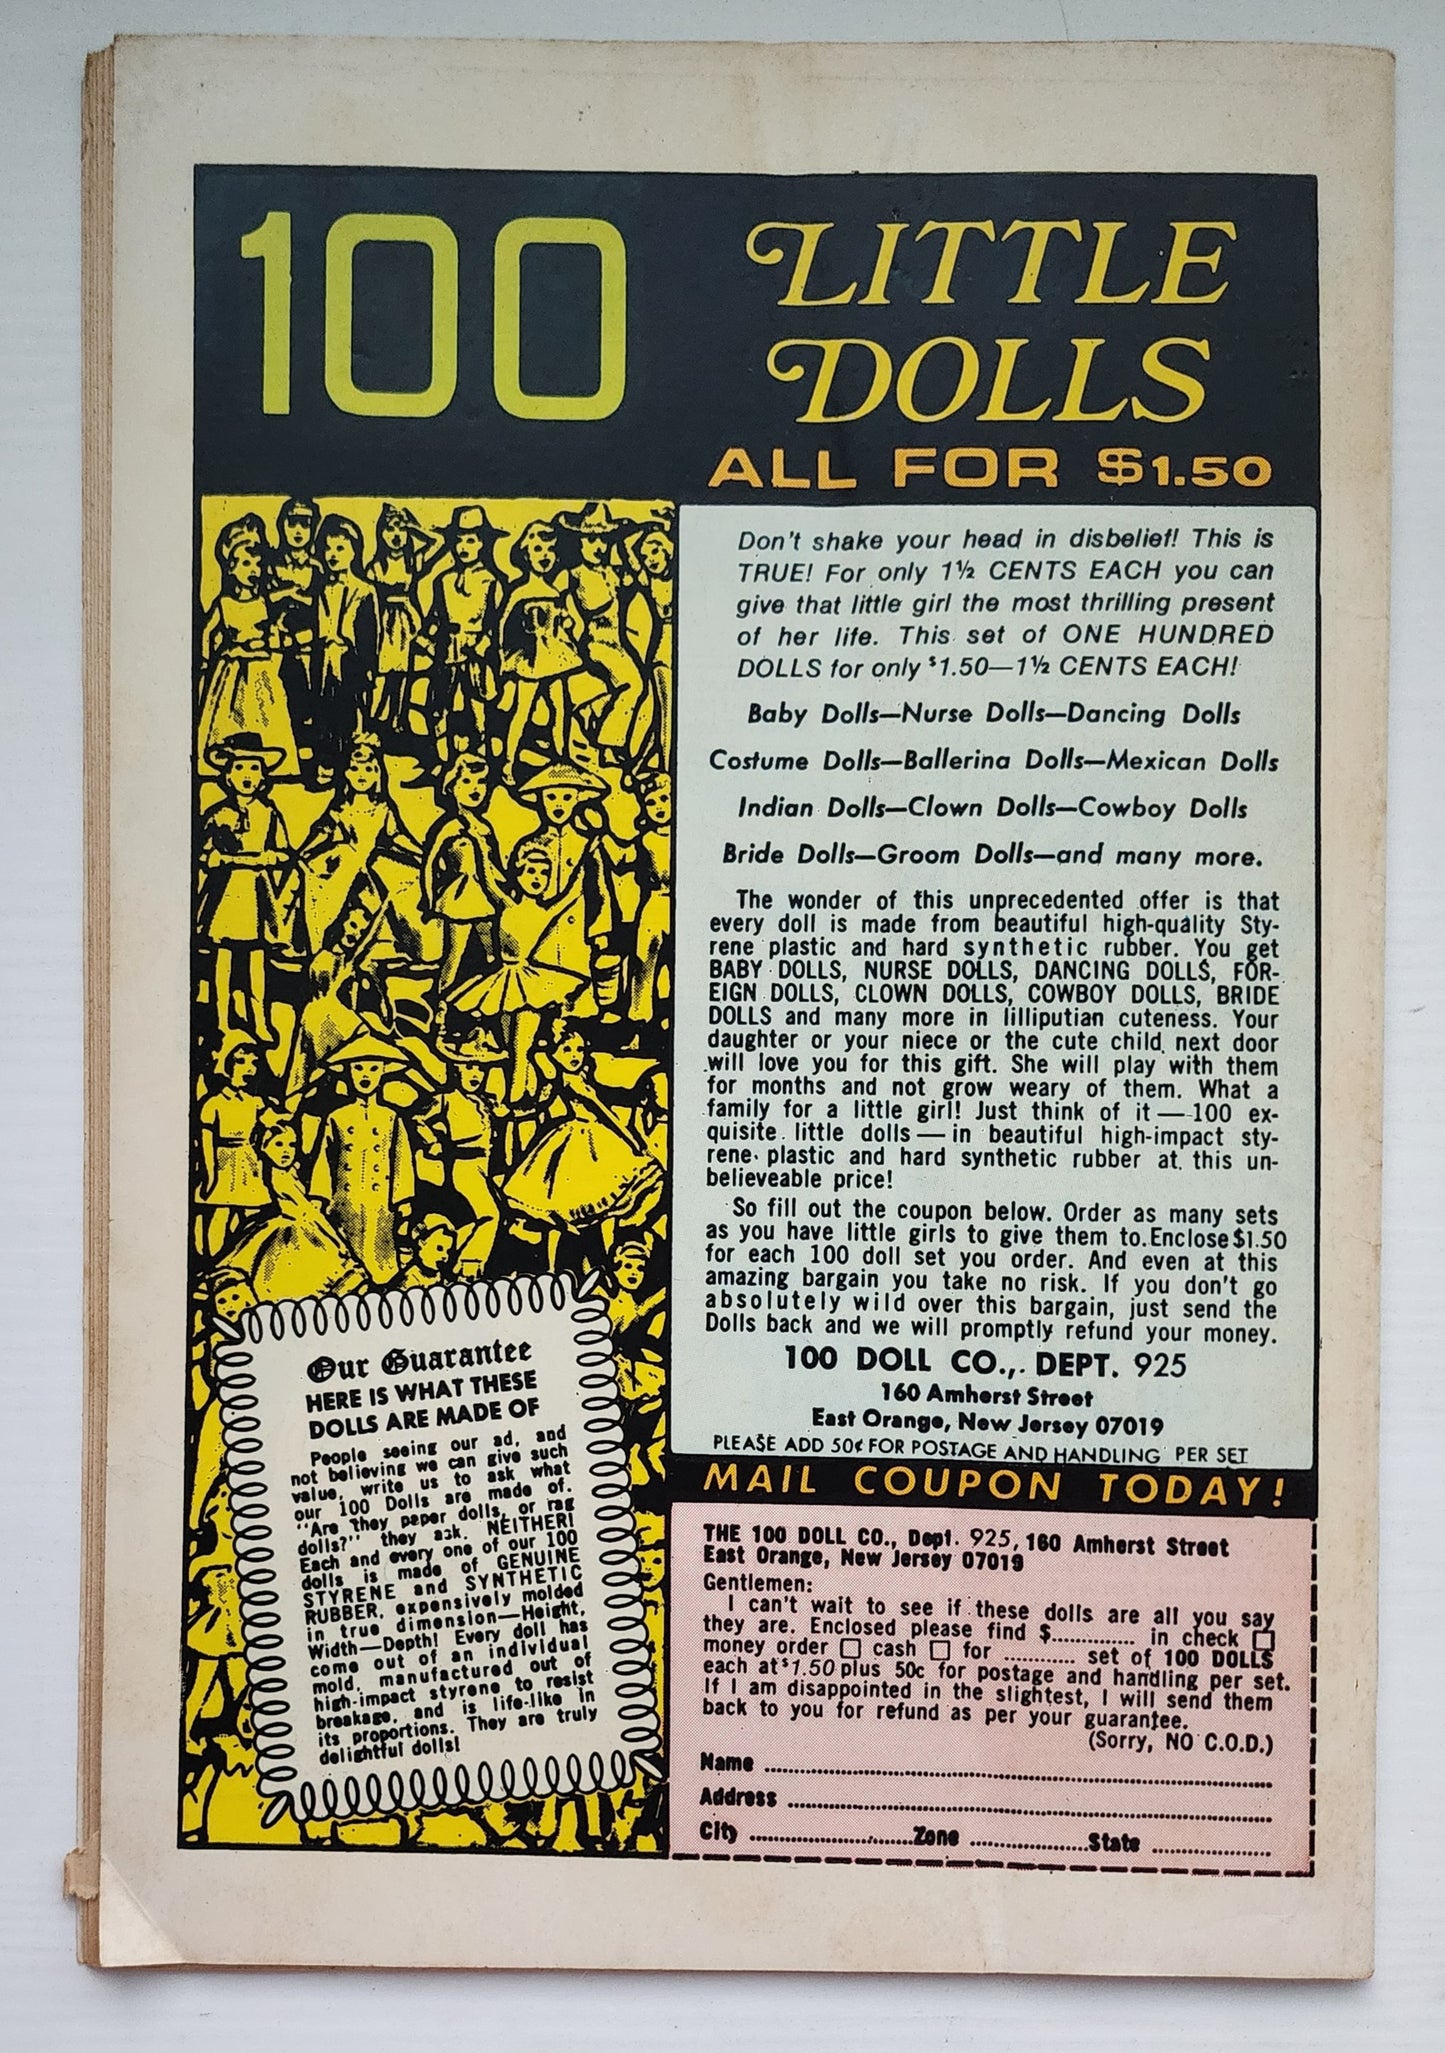 100
LITTLE
DOLLS
ALL FOR $1.50
Don't shake your head in disbelief! This is
TRUE! For only 1½ CENTS EACH you can
give that little girl the most thrilling present
of her life. This set of ONE HUNDRED
DOLLS for only $1.50—1½ CENTS EACH!
Baby Dolls—Nurse Dolls—Dancing Dolls
Costume Dolls—Ballerina Dolls—Mexican Dolls
Indian Dolls—Clown Dolls—Cowboy Dolls
Bride Dolls—Groom Dolls—and many more.
The wonder of this unprecedented offer is that
every doll is made from beautiful high-quality Sty-
rene plastic and hard synthetic rubber. You get
BABY DOLLS, NURSE DOLLS, DANCING DOLLS, FOR-
EIGN DOLLS, CLOWN DOLLS, COWBOY DOLLS, BRIDE
DOLLS and many more in lilliputian cuteness. Your
daughter or your niece or the cute child next door
will love you for this gift. She will play with them
for months and not grow weary of them. What a
family for a little girl! Just think of it — 100 ex-
quisite little dolls — in beautiful high-impact sty-
rene plastic and hard synthetic rubber at this un-
believeable price!
So fill out the coupon below. Order as many sets
as you have little girls to give them to. Enclose $1.50
for each 100 doll set you order. And even at this
amazing bargain you take no risk. If you don't go
absolutely wild over this bargain, just send the
Dolls back and we will promptly refund your money.
100 DOLL CO., DEPT. 925
160 Amherst Street
East Orange, New Jersey 07019
PLEASE ADD 50¢ FOR POSTAGE AND HANDLING PER SET
Our Guarantee
HERE IS WHAT THESE
DOLLS ARE MADE OF
People seeing our ad, and
not believing we can give such
value, write us to ask what
our 100 Dolls are made of.
"Are they paper dolls, or rag
dolls?" they ask. NEITHER!
Each and every one of our 100
dolls is made of GENUINE
STYRENE and SYNTHETIC
RUBBER, expensively molded
in true dimension—Height,
Width—Depth! Every doll has
come out of an individual
mold, manufactured out of
high-impact styrene to resist
breakage, and is life-like in
its proportions. They are truly
delightful dolls!
MAIL COUPON TODAY!
THE 100 DOLL CO., Dept. 925, 160 Amherst Street
East Orange, New Jersey 07019
Gentlemen:
I can't wait to see if these dolls are all you say
they are. Enclosed please find $.............. in check □
money order □ cash □ for ............ set of 100 DOLLS
each at $1.50 plus 50c for postage and handling per set.
If I am disappointed in the slightest, I will send them
back to you for refund as per your guarantee.
(Sorry, NO C.O.D.)
Name ..............................................................
Address ..........................................................
City ..........................Zone ....................State ....................